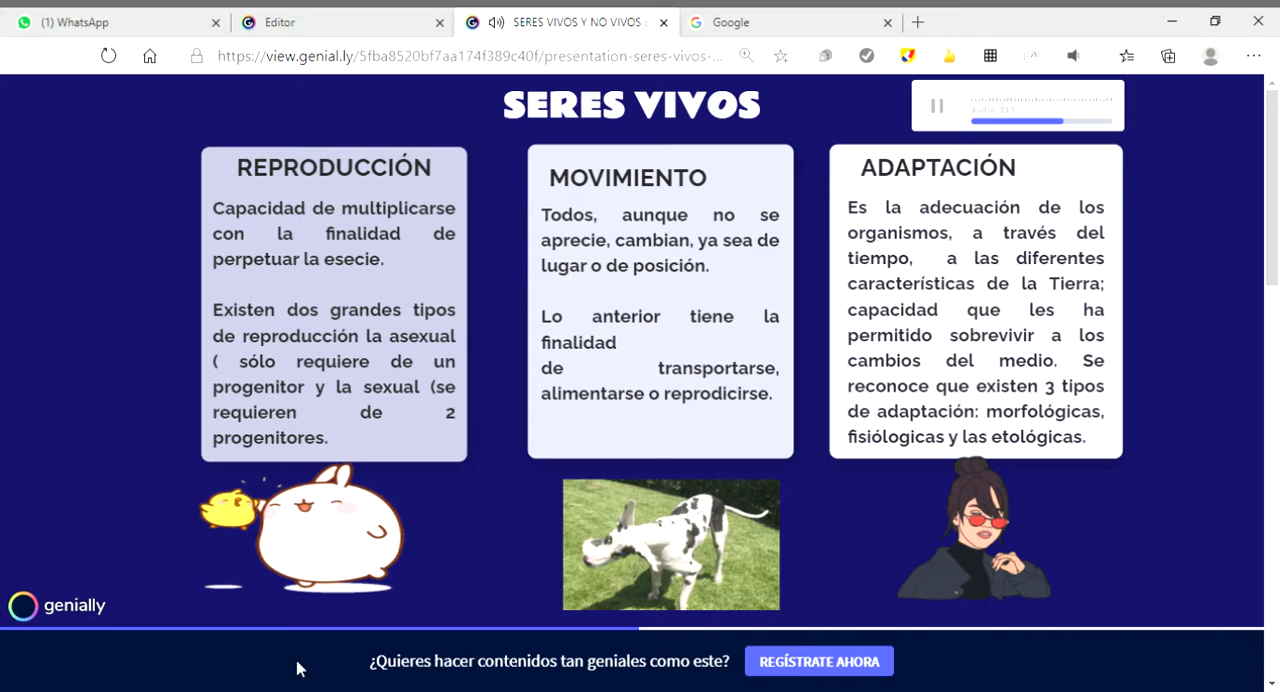 (1) WhatsApp
Editor
SERES VIVOS Y NO VIVOS
Google
https://view.genial.ly/5fba8520bf7aa174f389c40f/presentation-seres-vivos-...
SERES VIVOS
audio_013
REPRODUCCIÓN
Capacidad de multiplicarse
con la finalidad de
perpetuar la esecie.
Existen dos grandes tipos
de reproducción la asexual
( sólo requiere de un
progenitor y la sexual (se
requieren de 2
progenitores.
MOVIMIENTO
Todos, aunque no se
aprecie, cambian, ya sea de
lugar o de posición.
Lo anterior tiene la
finalidad
de transportarse,
alimentarse o reprodicirse.
ADAPTACIÓN
Es la adecuación de los
organismos, a través del
tiempo, a las diferentes
características de la Tierra;
capacidad que les ha
permitido sobrevivir a los
cambios del medio. Se
reconoce que existen 3 tipos
de adaptación: morfológicas,
fisiólogicas y las etológicas.
genially
¿Quieres hacer contenidos tan geniales como este?
REGÍSTRATE AHORA